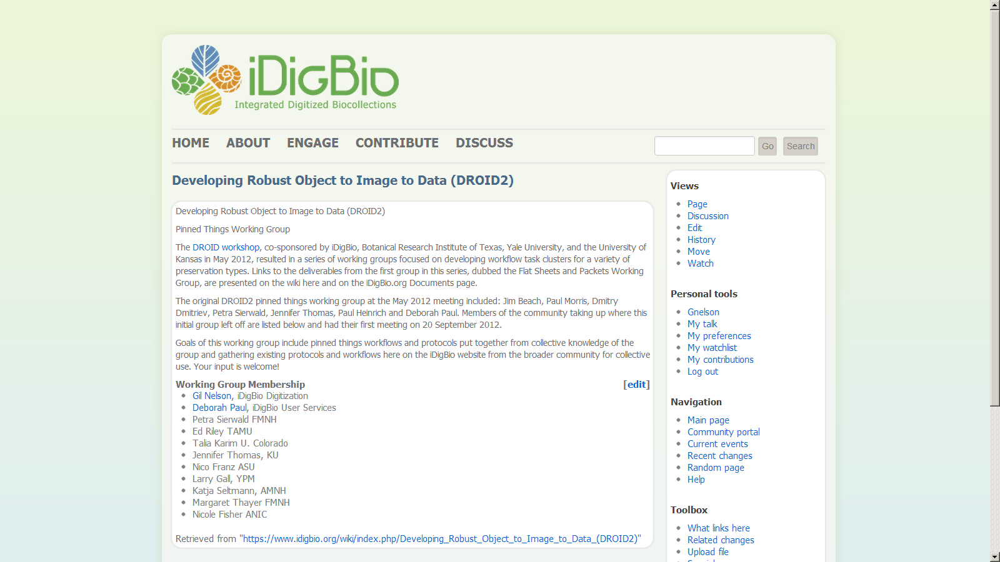 iDigBio
Integrated Digitized Biocollections
HOME ABOUT ENGAGE CONTRIBUTE DISCUSS
Go Search
Developing Robust Object to Image to Data (DROID2)
Developing Robust Object to Image to Data (DROID2)
Pinned Things Working Group
The DROID workshop, co-sponsored by iDigBio, Botanical Research Institute of Texas, Yale University, and the University of
Kansas in May 2012, resulted in a series of working groups focused on developing workflow task clusters for a variety of
preservation types. Links to the deliverables from the first group in this series, dubbed the Flat Sheets and Packets Working
Group, are presented on the wiki here and on the iDigBio.org Documents page.
The original DROID2 pinned things working group at the May 2012 meeting included: Jim Beach, Paul Morris, Dmitry
Dmitriev, Petra Sierwald, Jennifer Thomas, Paul Heinrich and Deborah Paul. Members of the community taking up where this
initial group left off are listed below and had their first meeting on 20 September 2012.
Goals of this working group include pinned things workflows and protocols put together from collective knowledge of the
group and gathering existing protocols and workflows here on the iDigBio website from the broader community for collective
use. Your input is welcome!
Working Group Membership [edit]
Gil Nelson, iDigBio Digitization
Deborah Paul, iDigBio User Services
Petra Sierwald FMNH
Ed Riley TAMU
Talia Karim U. Colorado
Jennifer Thomas, KU
Nico Franz ASU
Larry Gall, YPM
Katja Seltmann, AMNH
Margaret Thayer FMNH
Nicole Fisher ANIC
Retrieved from "https://www.idigbio.org/wiki/index.php/Developing_Robust_Object_to_Image_to_Data_(DROID2)"
Views
Page
Discussion
Edit
History
Move
Watch
Personal tools
Gnelson
My talk
My preferences
My watchlist
My contributions
Log out
Navigation
Main page
Community portal
Current events
Recent changes
Random page
Help
Toolbox
What links here
Related changes
Upload file